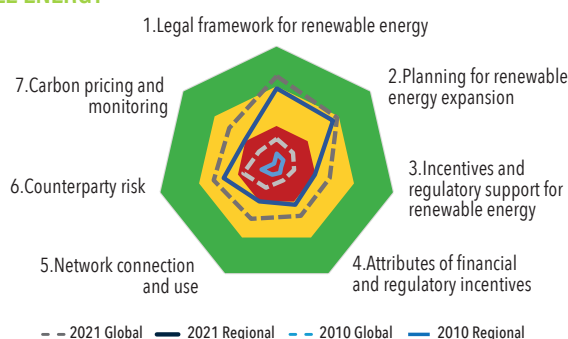 1.Legal framework for renewable energy
2.Planning for renewable
energy expansion
3.Incentives and
regulatory support for
renewable energy
4.Attributes of financial
and regulatory incentives
5.Network connection
and use
6.Counterparty risk
7.Carbon pricing and
monitoring
2021 Global 2021 Regional 2010 Global 2010 Regional